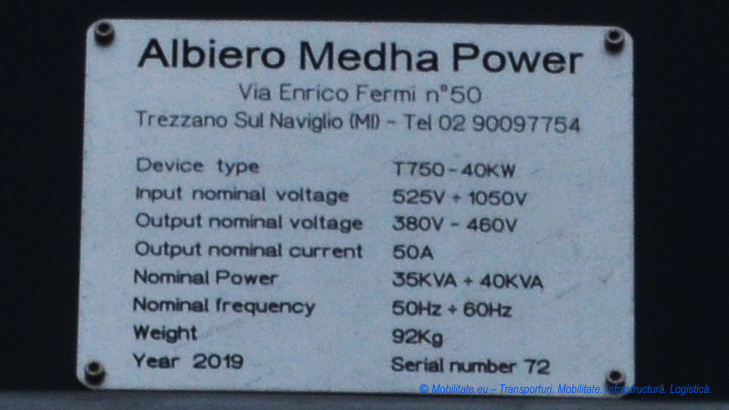 Albiero Medha Power
Via Enrico Fermi n°50
Trezzano Sul Naviglio (MI) - Tel 02 90097754
Device type T750-40KW
Input nominal voltage 525V ÷ 1050V
Output nominal voltage 380V - 460V
Output nominal current 50A
Nominal Power 35KVA ÷ 40KVA
Nominal frequency 50Hz ÷ 60Hz
Weight 92Kg
Year 2019 Serial number 72
© Mobilitate.eu – Transporturi. Mobilitate. Infrastructură. Logistică.